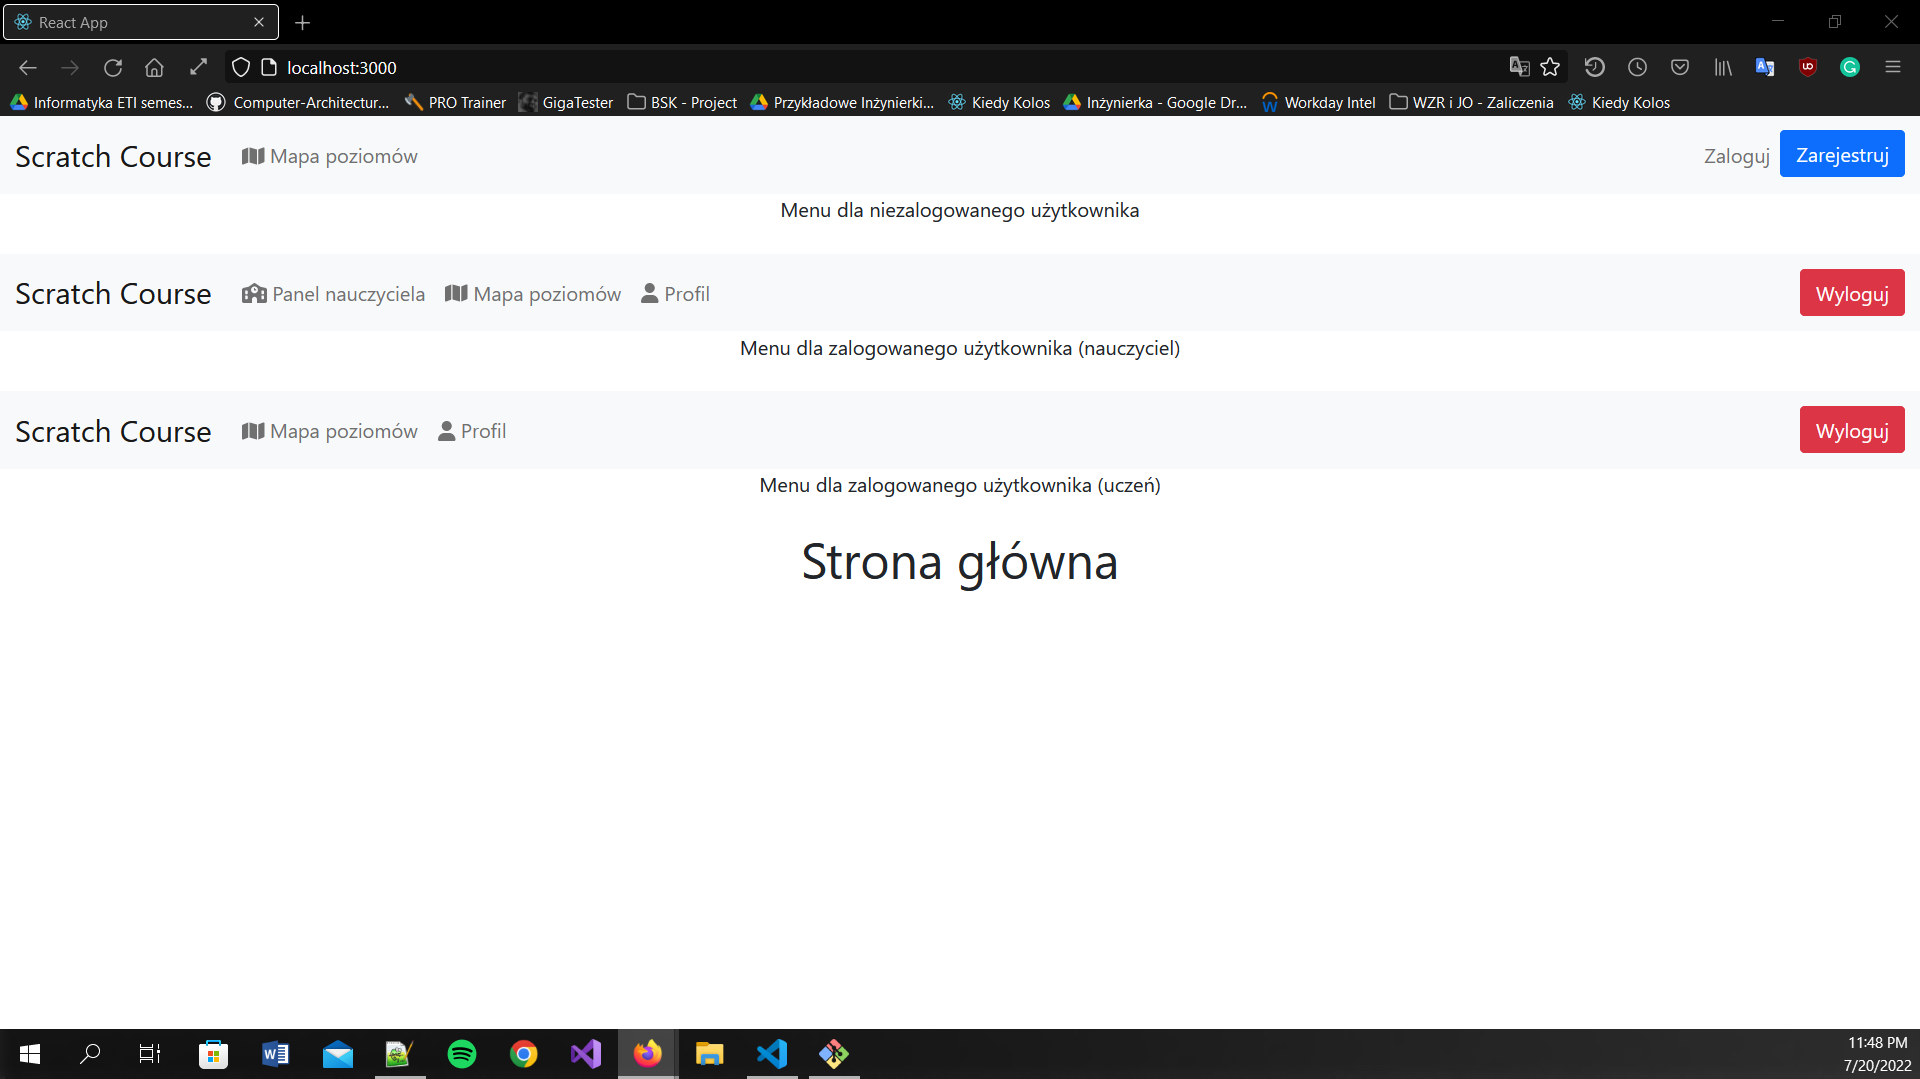 React App
localhost:3000
Informatyka ETI semes... Computer-Architectur... PRO Trainer GigaTester BSK - Project Przykładowe Inżynierki... Kiedy Kolos Inżynierka - Google Dr... Workday Intel WZR i JO - Zaliczenia Kiedy Kolos
Scratch Course Mapa poziomów Zaloguj Zarejestruj
Menu dla niezalogowanego użytkownika
Scratch Course Panel nauczyciela Mapa poziomów Profil Wyloguj
Menu dla zalogowanego użytkownika (nauczyciel)
Scratch Course Mapa poziomów Profil Wyloguj
Menu dla zalogowanego użytkownika (uczeń)
Strona główna
11:48 PM
7/20/2022